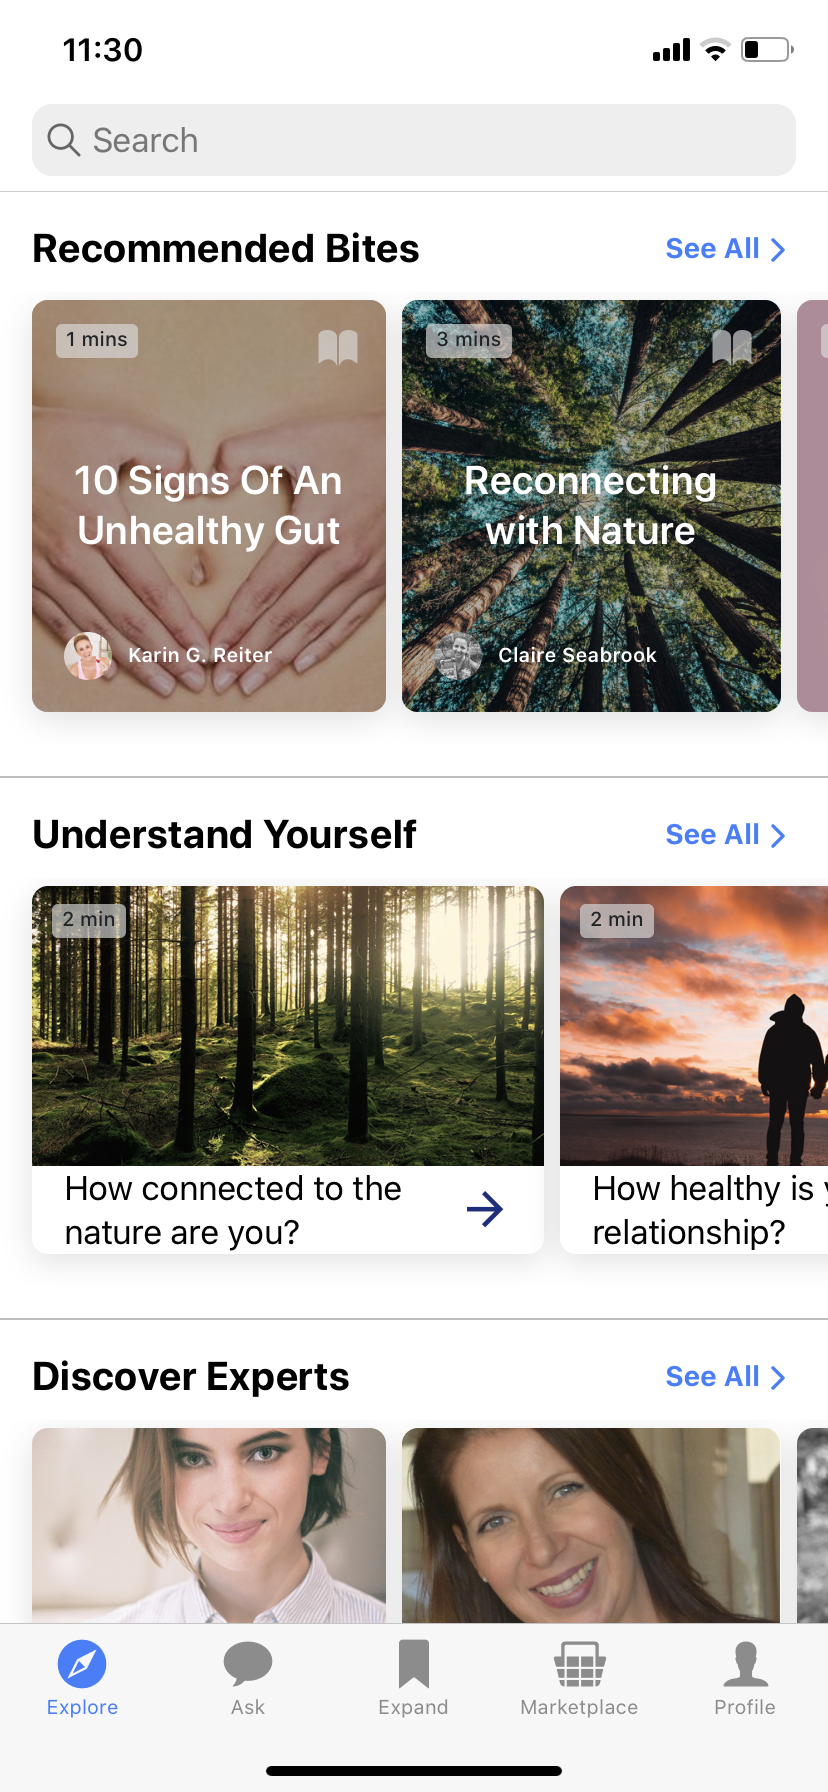 11:30
Search
Recommended Bites
See All
1 mins
10 Signs Of An
Unhealthy Gut
Karin G. Reiter
3 mins
Reconnecting
with Nature
Claire Seabrook
Understand Yourself
See All
2 min
How connected to the
nature are you?
2 min
How healthy is
relationship?
Discover Experts
See All
Explore
Ask
Expand
Marketplace
Profile